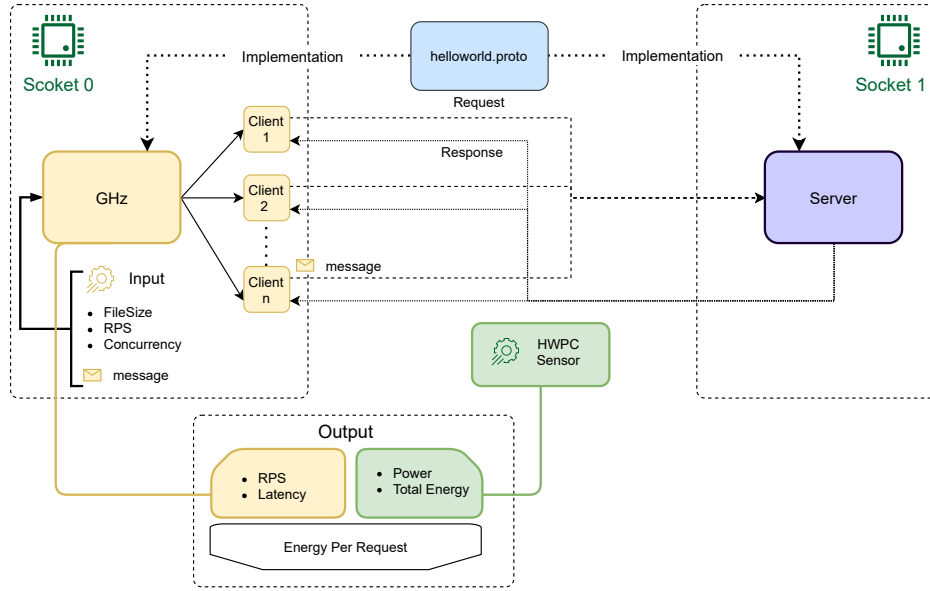 Scoket 0
Implementation
helloworld.proto
Implementation
Socket 1
Request
Client
1
Response
GHz
Client
2
Server
Client
n
message
Input
FileSize
RPS
Concurrency
message
HWPC
Sensor
Output
RPS
Latency
Power
Total Energy
Energy Per Request